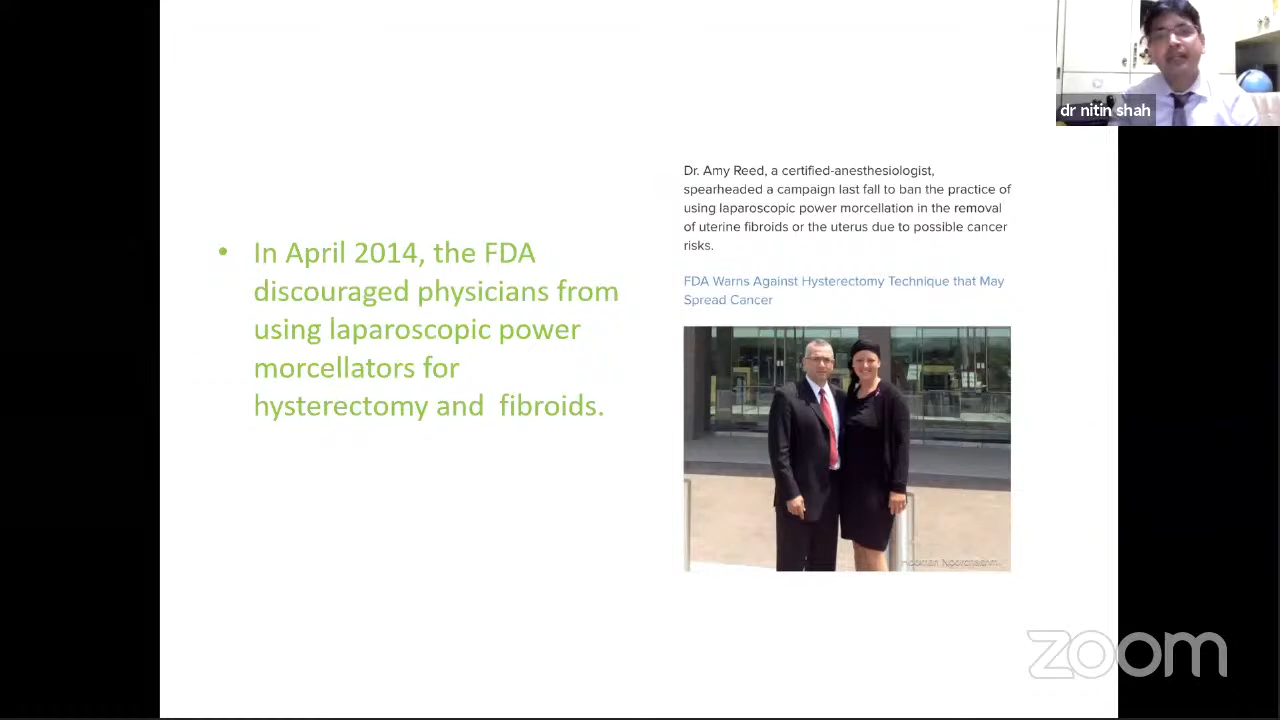 dr nitin shah
Dr. Amy Reed, a certified-anesthesiologist,
spearheaded a campaign last fall to ban the practice of
using laparoscopic power morcellation in the removal
of uterine fibroids or the uterus due to possible cancer
risks.
FDA Warns Against Hysterectomy Technique that May
Spread Cancer
• In April 2014, the FDA
discouraged physicians from
using laparoscopic power
morcellators for
hysterectomy and  fibroids.
zoom